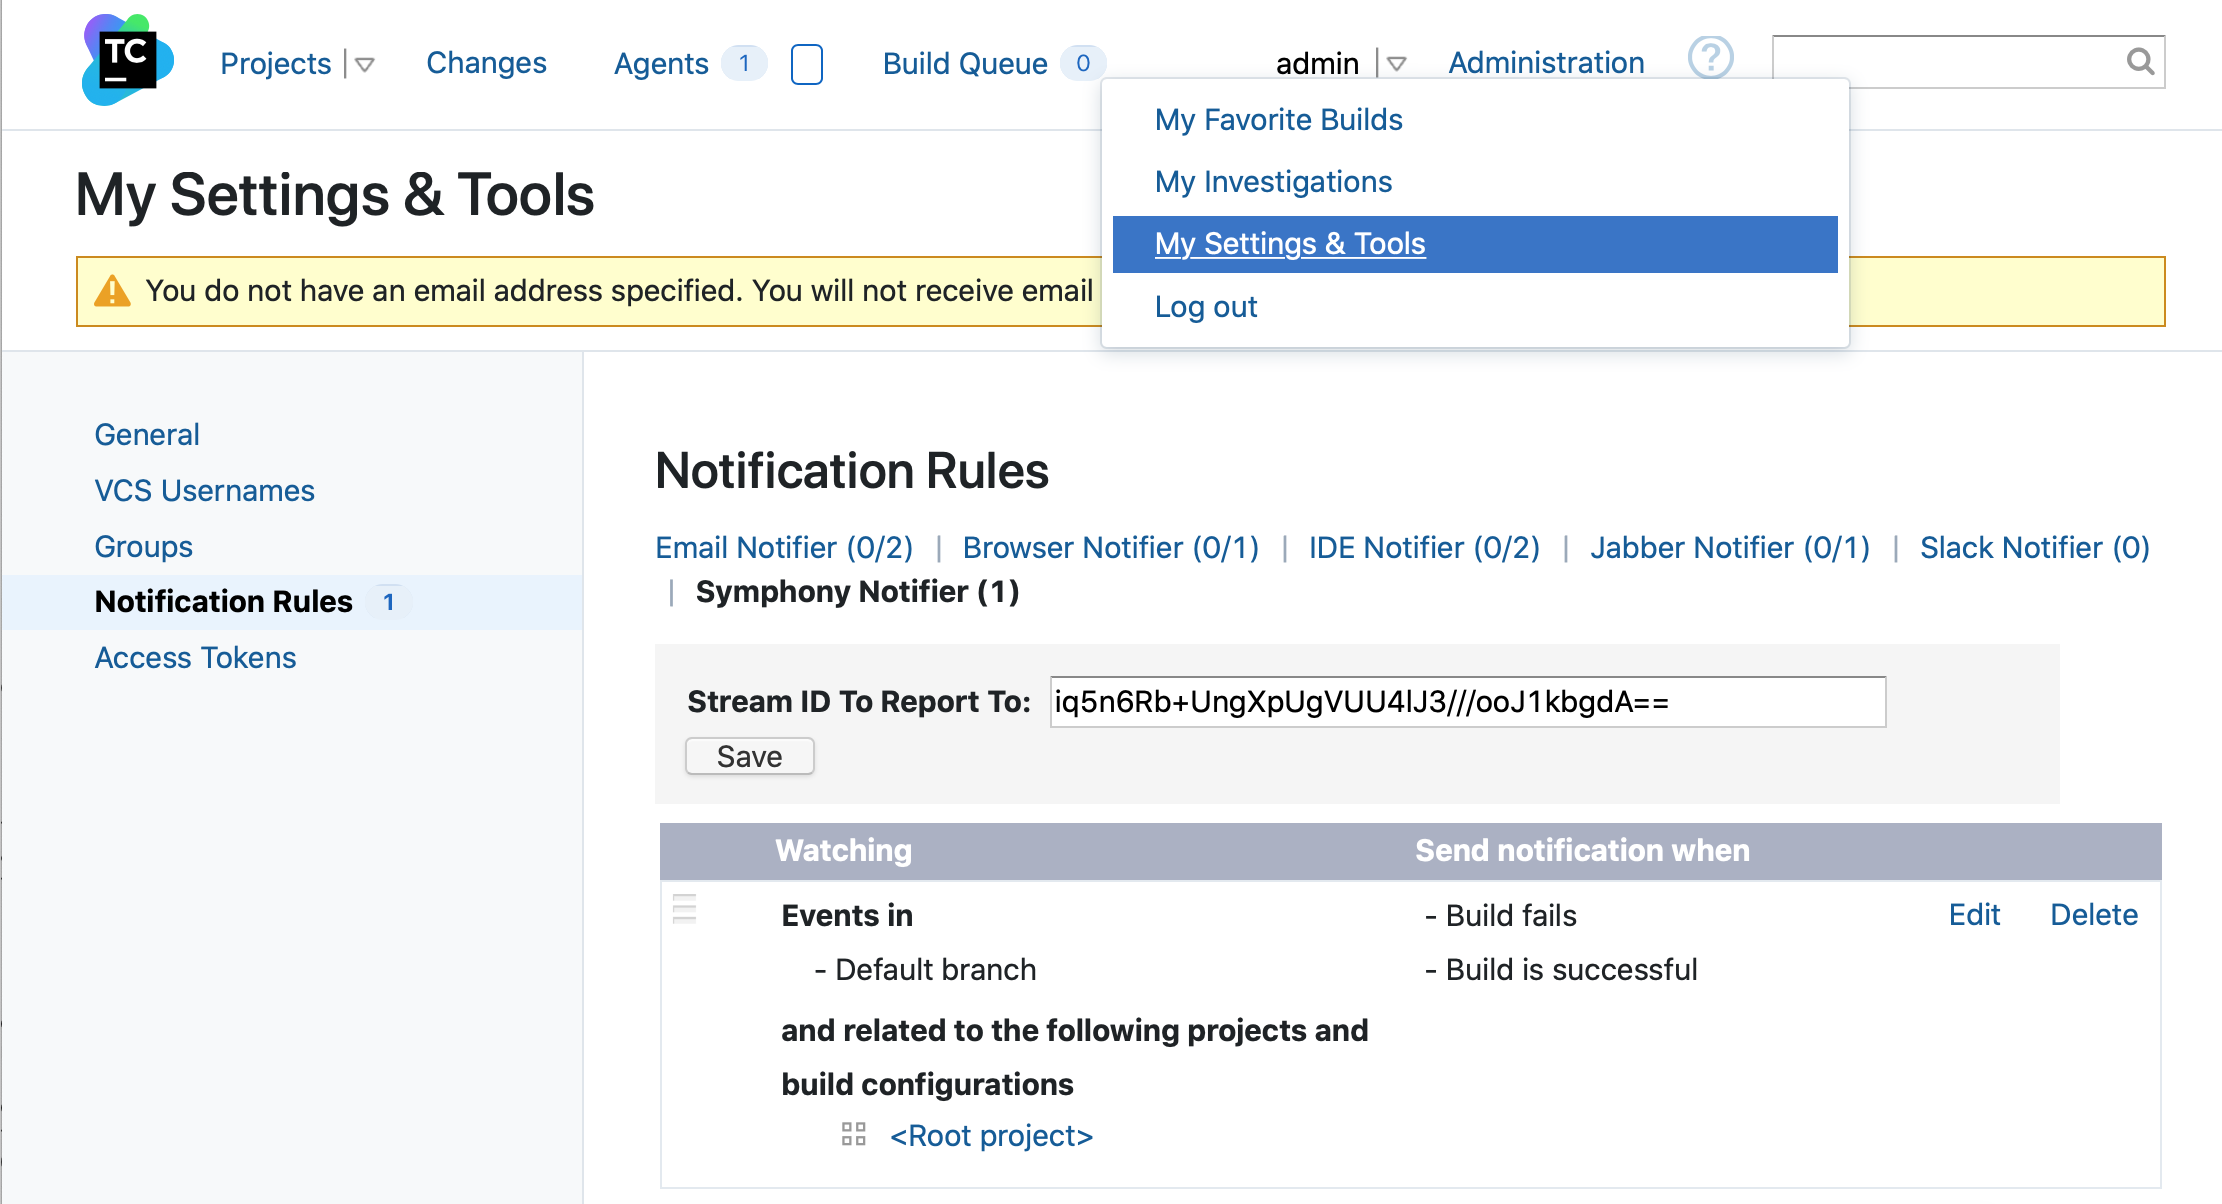 TC
Projects
Changes
Agents 1
Build Queue 0
admin
Administration
?
My Favorite Builds
My Investigations
My Settings & Tools
Log out
My Settings & Tools
You do not have an email address specified. You will not receive email
General
VCS Usernames
Groups
Notification Rules 1
Access Tokens
Notification Rules
Email Notifier (0/2) | Browser Notifier (0/1) | IDE Notifier (0/2) | Jabber Notifier (0/1) | Slack Notifier (0)
| Symphony Notifier (1)
Stream ID To Report To: iq5n6Rb+UngXpUgVUU4lJ3///ooJ1kbgdA==
Save
Watching Send notification when
Events in - Build fails Edit Delete
- Default branch - Build is successful
and related to the following projects and
build configurations
<Root project>